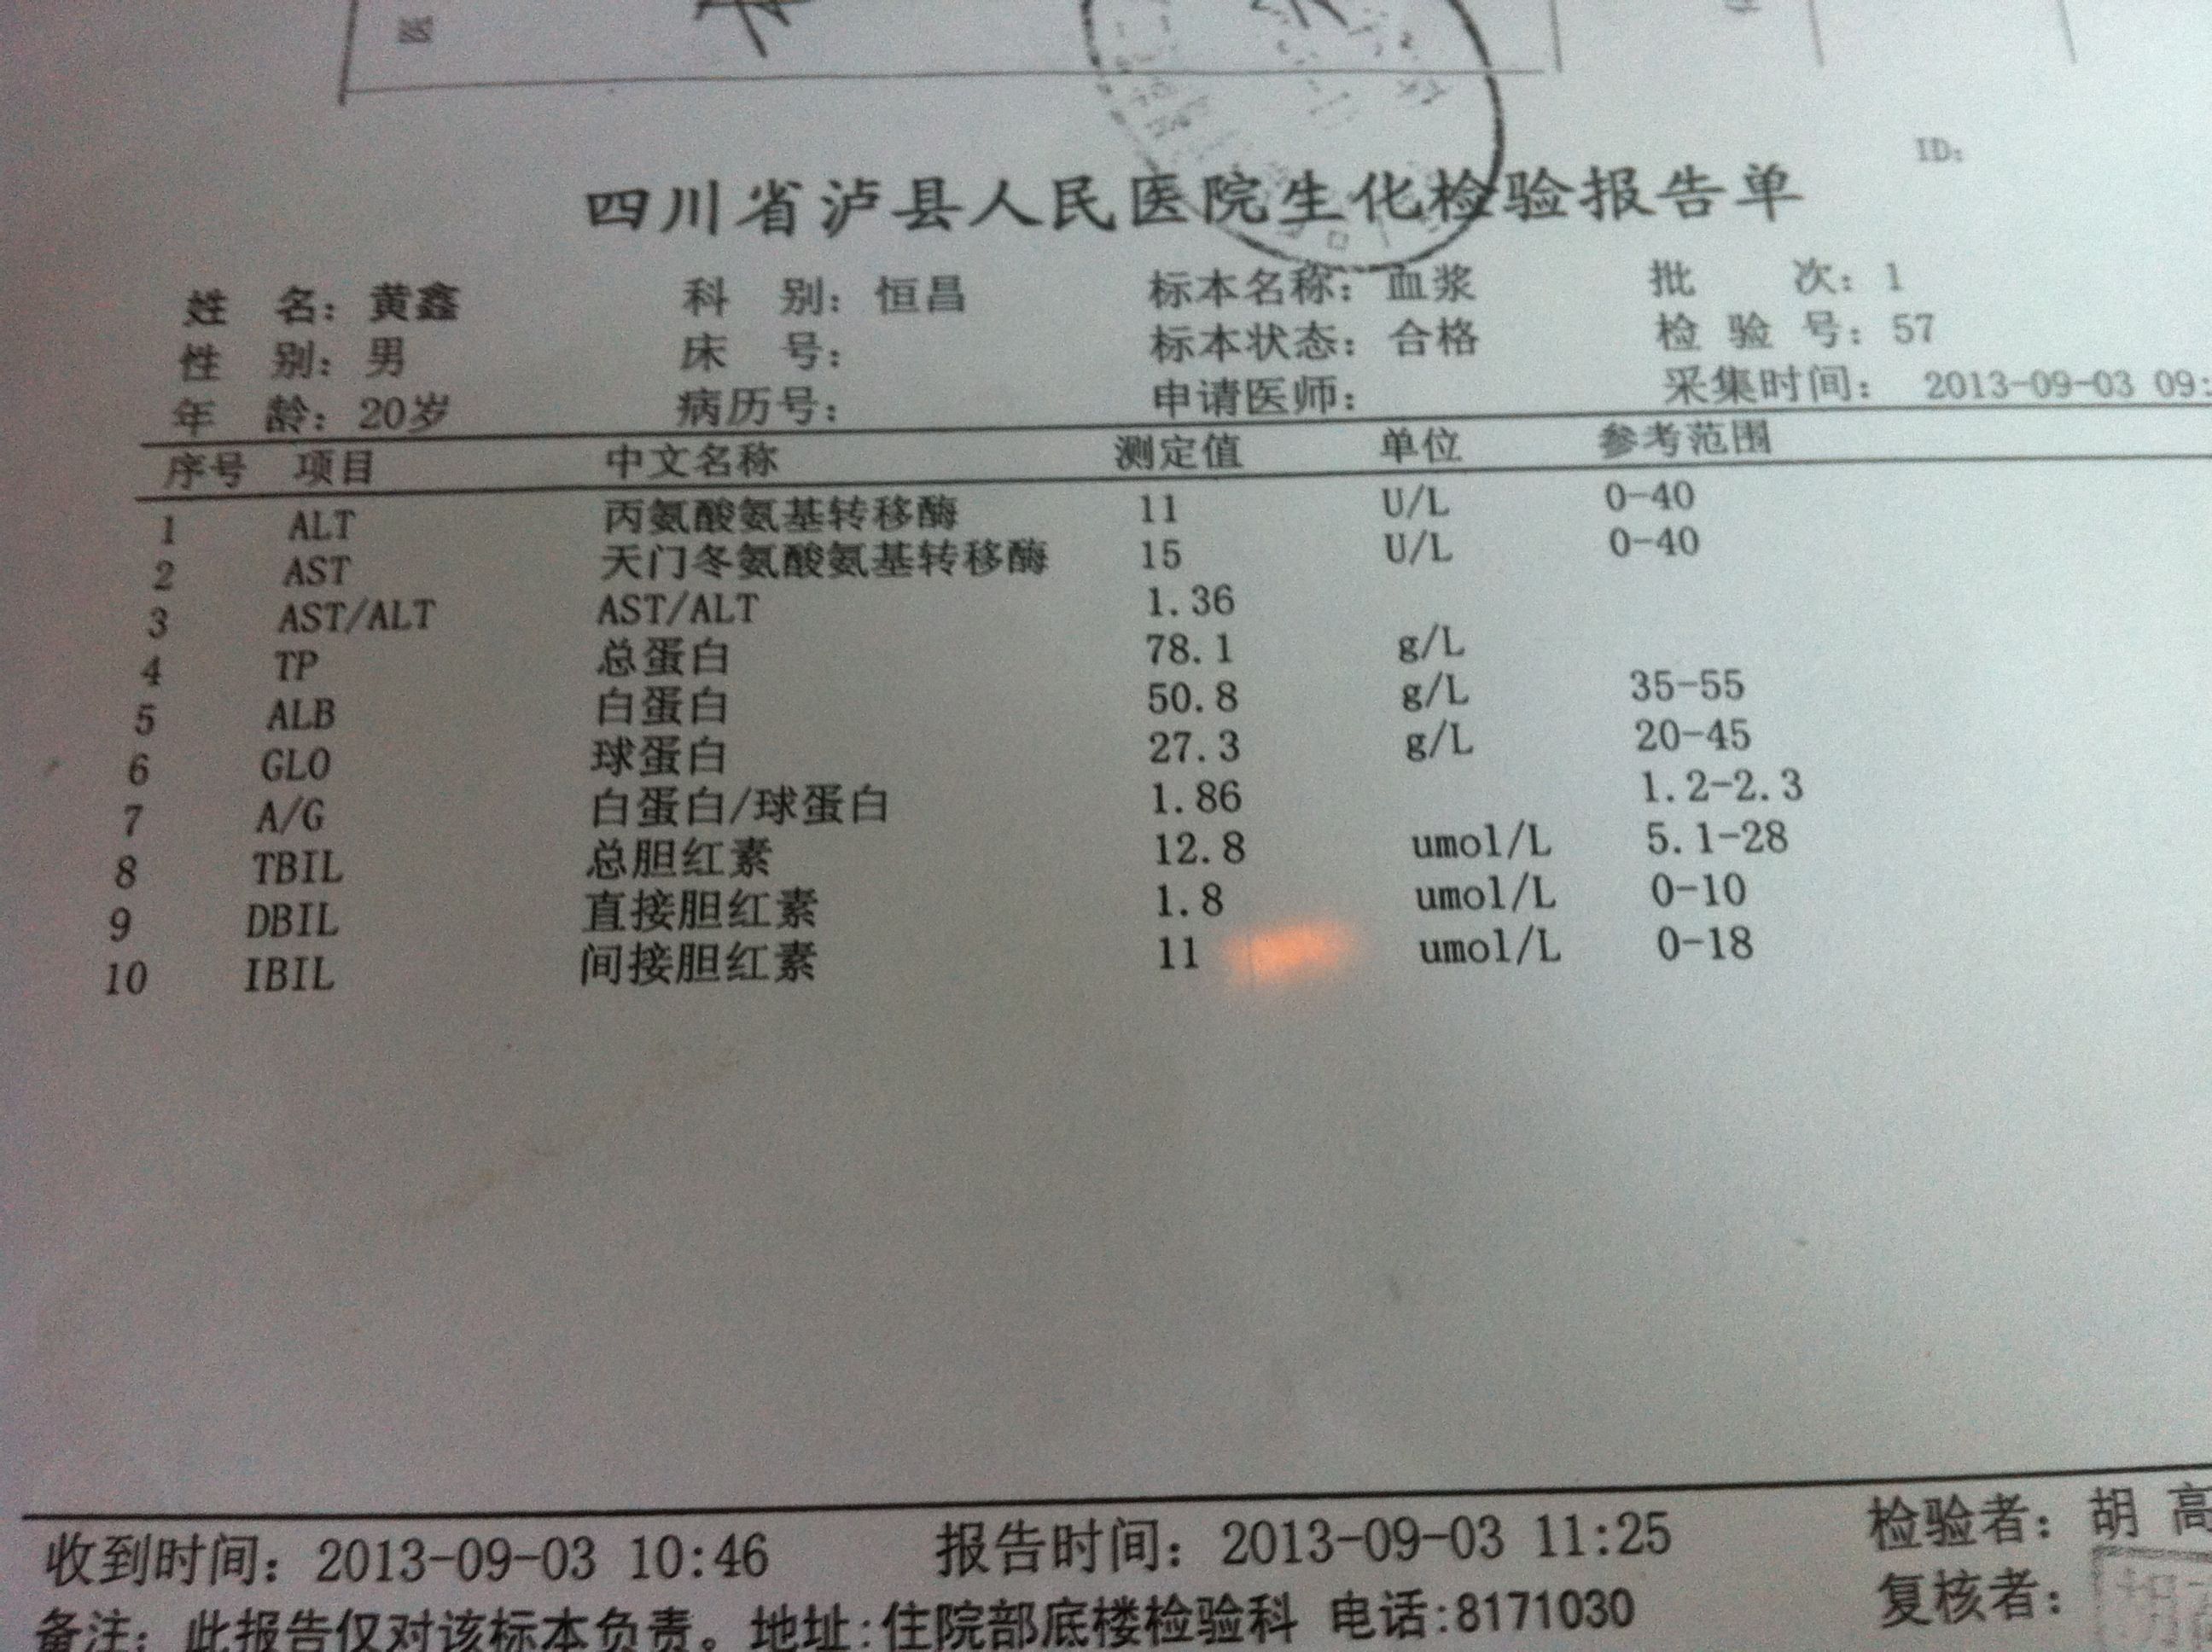 ID:
四川省泸县人民医院生化检验报告单
姓 名: 黄鑫 科 别: 恒昌 标本名称: 血浆 批 次: 1
性 别: 男 床 号: 标本状态: 合格 检 验 号: 57
年 龄: 20岁 病历号: 申请医师: 采集时间: 2013-09-03 09:
序号 项目 中文名称 测定值 单位 参考范围
1 ALT 丙氨酸氨基转移酶 11 U/L 0-40
2 AST 天门冬氨酸氨基转移酶 15 U/L 0-40
3 AST/ALT AST/ALT 1.36
4 TP 总蛋白 78.1 g/L
5 ALB 白蛋白 50.8 g/L 35-55
6 GLO 球蛋白 27.3 g/L 20-45
7 A/G 白蛋白/球蛋白 1.86 1.2-2.3
8 TBIL 总胆红素 12.8 umol/L 5.1-28
9 DBIL 直接胆红素 1.8 umol/L 0-10
10 IBIL 间接胆红素 11 umol/L 0-18
收到时间: 2013-09-03 10:46 报告时间: 2013-09-03 11:25 检验者: 胡 高
备注: 此报告仅对该标本负责。地址:住院部底楼检验科 电话:8171030 复核者: